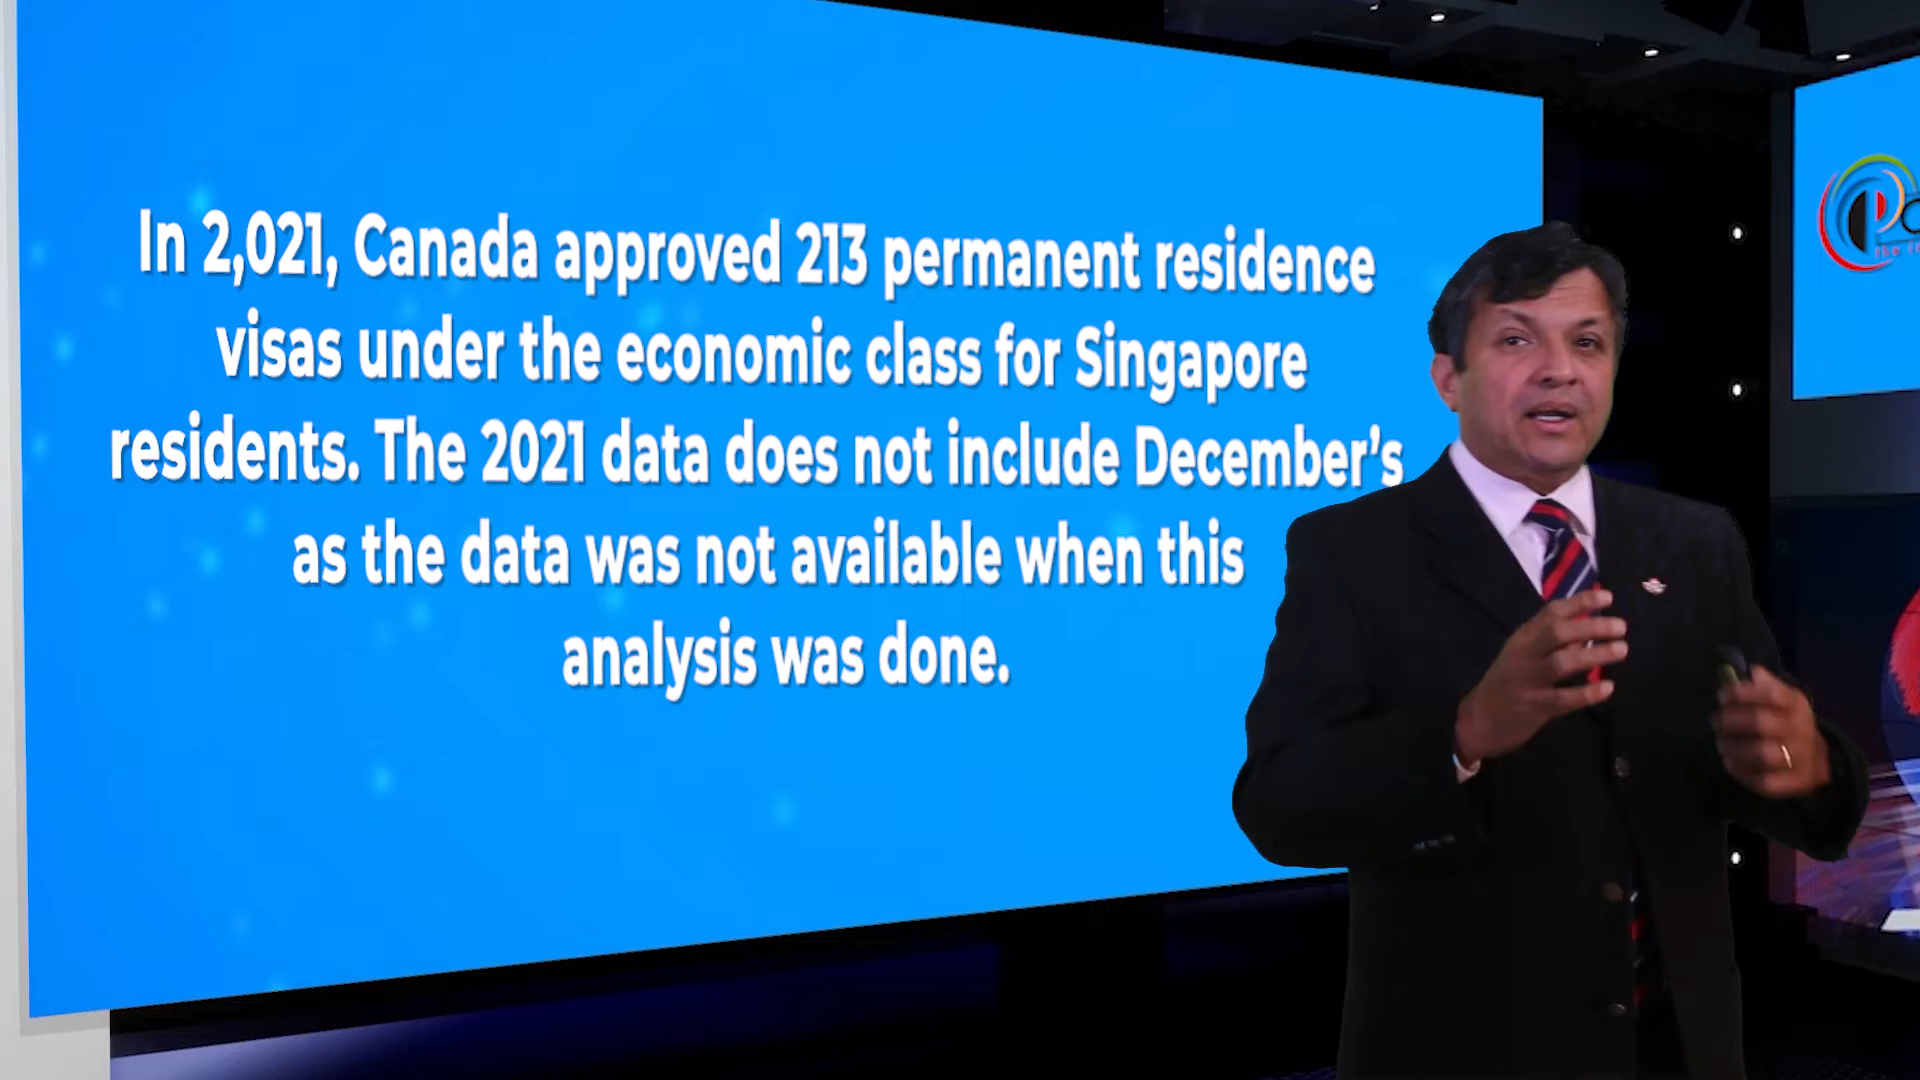 In 2,021, Canada approved 213 permanent residence
visas under the economic class for Singapore
residents. The 2021 data does not include December’s
as the data was not available when this
analysis was done.